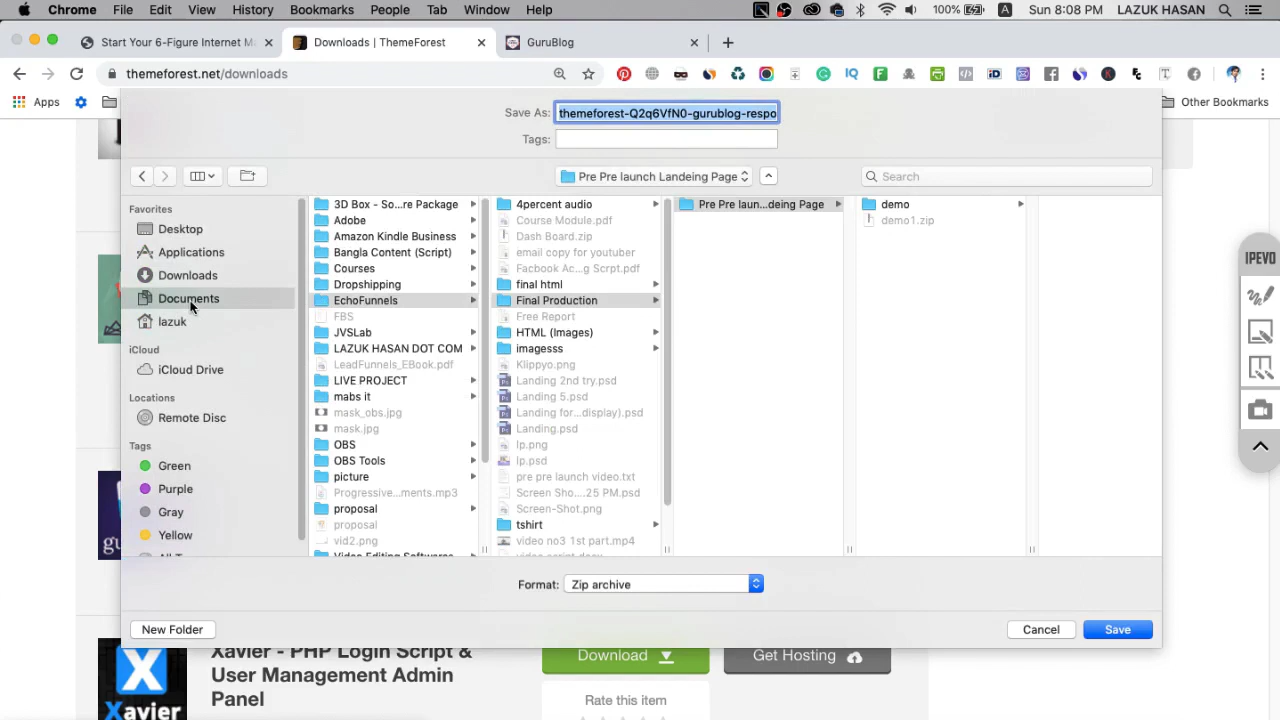 Chrome File Edit View History Bookmarks People Tab Window Help 100% A Sun 8:08 PM LAZUK HASAN
Start Your 6-Figure Internet M
Downloads | ThemeForest
GuruBlog
themeforest.net/downloads
Apps
Other Bookmarks
Save As: themeforest-Q2q6VfN0-gurublog-respo
Tags:
Pre Pre launch Landeing Page
Search
Favorites
Desktop
Applications
Downloads
Documents
lazuk
iCloud
iCloud Drive
Locations
Remote Disc
Tags
Green
Purple
Gray
Yellow
3D Box - So...re Package
Adobe
Amazon Kindle Business
Bangla Content (Script)
Courses
Dropshipping
EchoFunnels
FBS
JVSLab
LAZUK HASAN DOT COM
LeadFunnels_EBook.pdf
LIVE PROJECT
mabs it
mask_obs.jpg
mask.jpg
OBS
OBS Tools
picture
Progressive...ments.mp3
proposal
proposal
vid2.png
Video Editing Softwares
4percent audio
Course Module.pdf
Dash Board.zip
email copy for youtuber
Facbook Ac...g Scrpt.pdf
final html
Final Production
Free Report
HTML (Images)
imagesss
Klippyo.png
Landing 2nd try.psd
Landing 5.psd
Landing for...display).psd
Landing.psd
lp.png
lp.psd
pre pre launch video.txt
Screen Sho...25 PM.psd
Screen-Shot.png
tshirt
video no3 1st part.mp4
video script.docx
Pre Pre laun...deing Page
demo
demo1.zip
Format: Zip archive
New Folder
Cancel
Save
IPEVO
gu
Xavier
Xavier - PHP Login Script &
User Management Admin
Panel
Download
Get Hosting
Rate this item